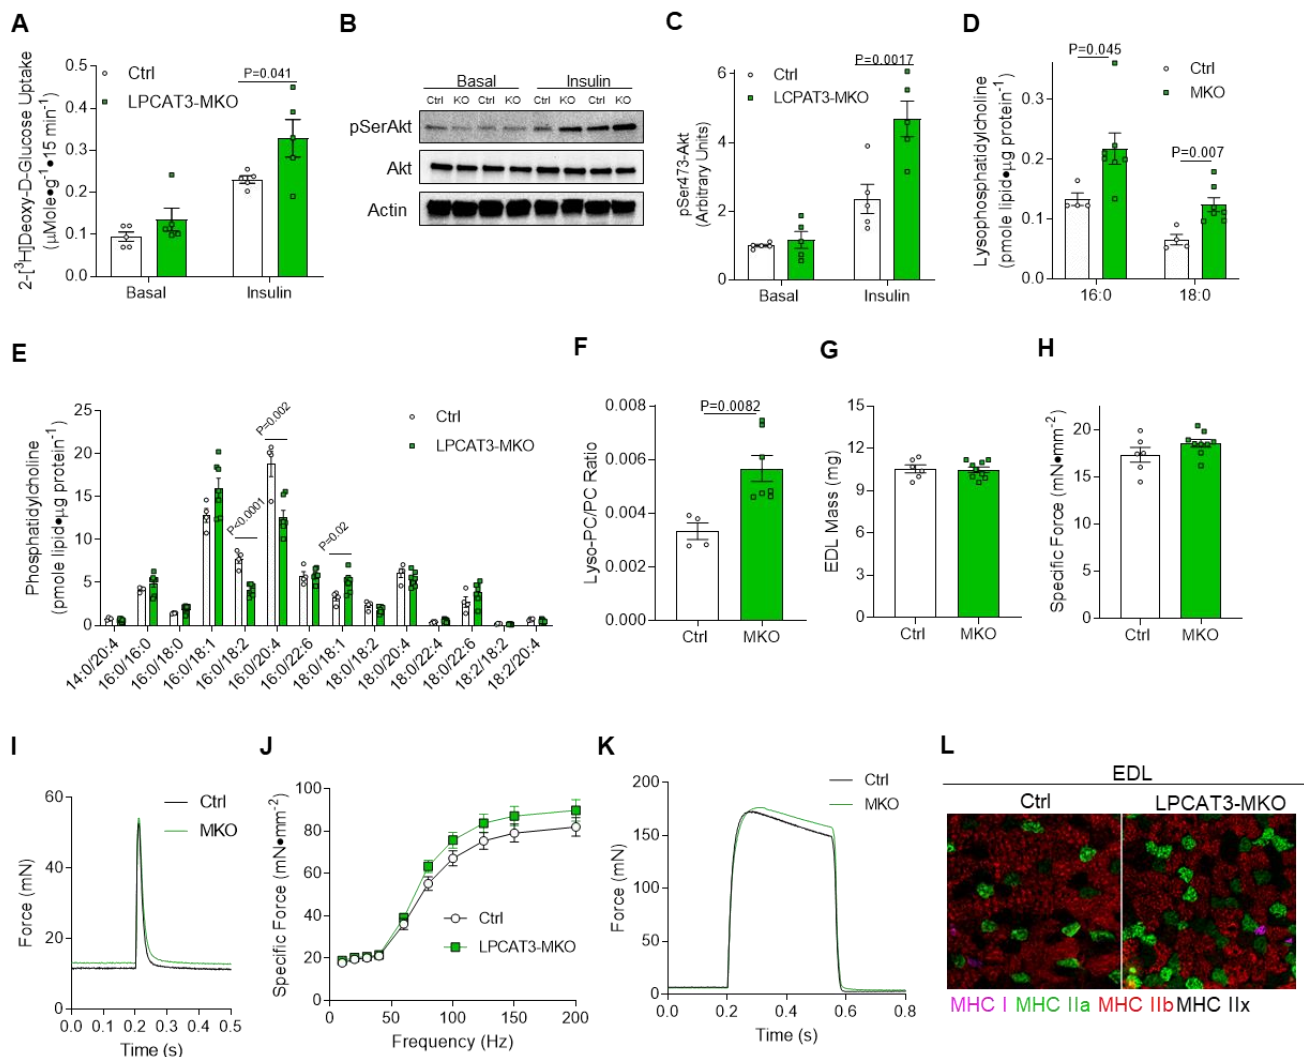 A
2-[³H]Deoxy-D-Glucose Uptake
(µMole•g⁻¹•15 min⁻¹)
0.5
0.4
0.3
0.2
0.1
0.0
Ctrl
LPCAT3-MKO
P=0.041
Basal
Insulin
B
Basal Insulin
Ctrl KO Ctrl KO Ctrl KO Ctrl KO
pSerAkt
Akt
Actin
C
pSer473-Akt
(Arbitrary Units)
6
4
2
0
P=0.0017
Ctrl
LCPAT3-MKO
Basal
Insulin
D
Lysophosphatidylcholine
(pmole lipid•µg protein⁻¹)
0.3
0.2
0.1
0.0
P=0.045
P=0.007
Ctrl
MKO
16:0
18:0
E
Phosphatidylcholine
(pmole lipid•µg protein⁻¹)
25
20
15
10
5
0
P<0.0001
P=0.002
P=0.02
Ctrl
LPCAT3-MKO
14:0/20:4
16:0/16:0
16:0/18:0
16:0/18:1
16:0/18:2
16:0/20:4
16:0/22:6
18:0/18:1
18:0/18:2
18:0/20:4
18:0/22:4
18:0/22:6
18:2/18:2
18:2/20:4
F
Lyso-PC/PC Ratio
0.008
0.006
0.004
0.002
0.000
P=0.0082
Ctrl
MKO
G
EDL Mass (mg)
15
12
9
6
3
0
Ctrl
MKO
H
Specific Force (mN•mm⁻²)
20
15
10
5
0
Ctrl
MKO
I
Force (mN)
60
40
20
0
Ctrl
MKO
0.0 0.1 0.2 0.3 0.4 0.5
Time (s)
J
Specific Force (mN•mm⁻²)
100
80
60
40
20
0
Ctrl
LPCAT3-MKO
0 50 100 150 200
Frequency (Hz)
K
Force (mN)
200
150
100
50
0
Ctrl
MKO
0.0 0.2 0.4 0.6 0.8
Time (s)
L
EDL
Ctrl LPCAT3-MKO
MHC I MHC IIa MHC IIb MHC IIx